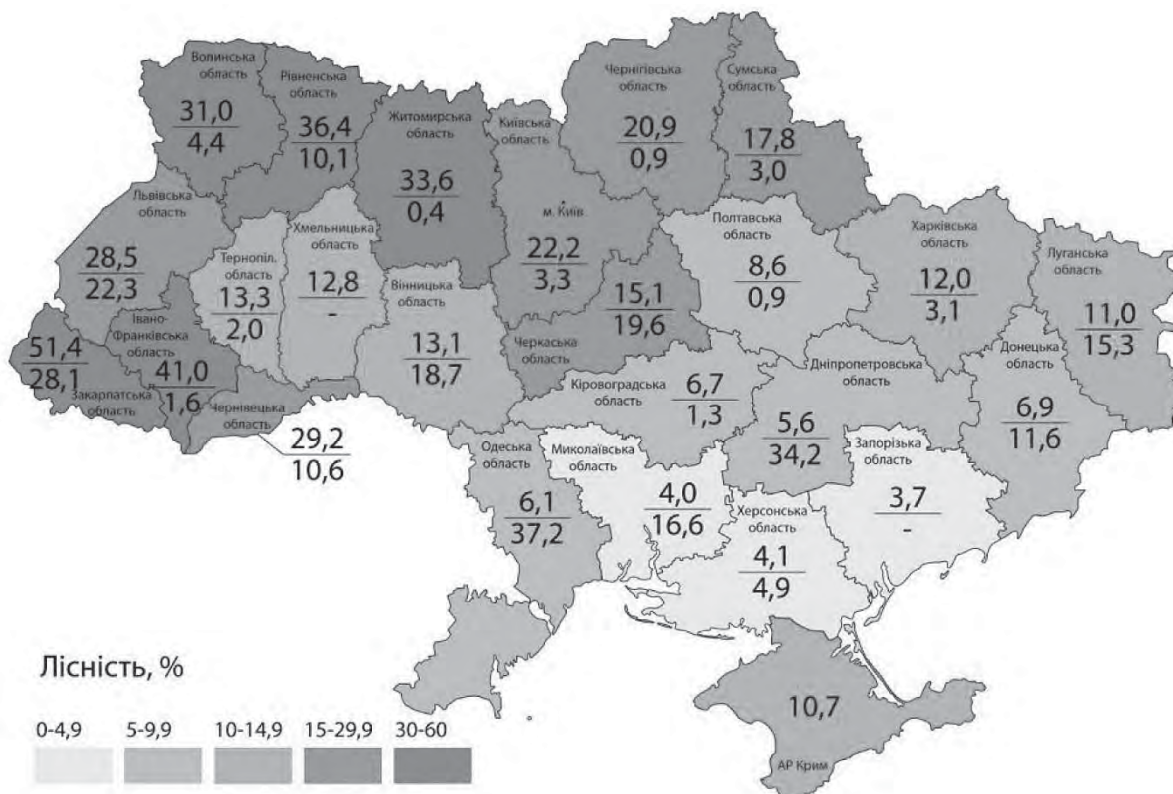 Волинська
область
31,0
4,4
Рівненська
область
36,4
10,1
Житомирська
область
33,6
0,4
Київська
область
м. Київ
22,2
3,3
Чернігівська
область
20,9
0,9
Сумська
область
17,8
3,0
Львівська
область
28,5
22,3
Тернопіл.
область
13,3
2,0
Хмельницька
область
12,8
-
Вінницька
область
13,1
18,7
15,1
19,6
Черкаська
область
Полтавська
область
8,6
0,9
Харківська
область
12,0
3,1
Луганська
область
11,0
15,3
51,4
28,1
Закарпатська
область
Івано-
Франківська
область
41,0
1,6
Чернівецька
область
29,2
10,6
Кіровоградська
область
6,7
1,3
Дніпропетровська
область
5,6
34,2
Донецька
область
6,9
11,6
Одеська
область
6,1
37,2
Миколаївська
область
4,0
16,6
Херсонська
область
4,1
4,9
Запорізька
область
3,7
-
10,7
АР Крим
Лісність, %
0-4,9 5-9,9 10-14,9 15-29,9 30-60